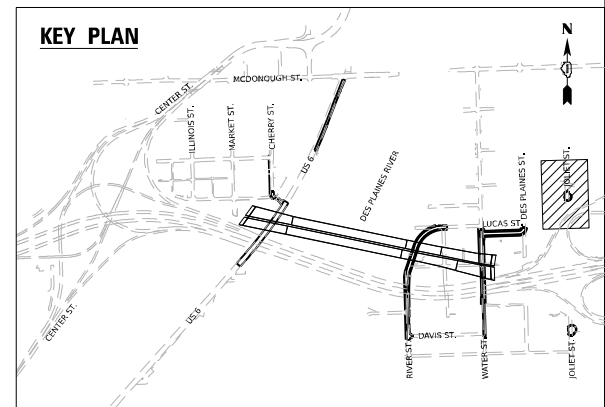 KEY PLAN
N
MCDONOUGH ST.
CENTER ST.
ILLINOIS ST.
MARKET ST.
CHERRY ST.
US 6
DES PLAINES RIVER
DES PLAINES ST.
JOLIET ST.
LUCAS ST.
US 6
CENTER ST.
RIVER ST.
DAVIS ST.
WATER ST.
JOLIET ST.